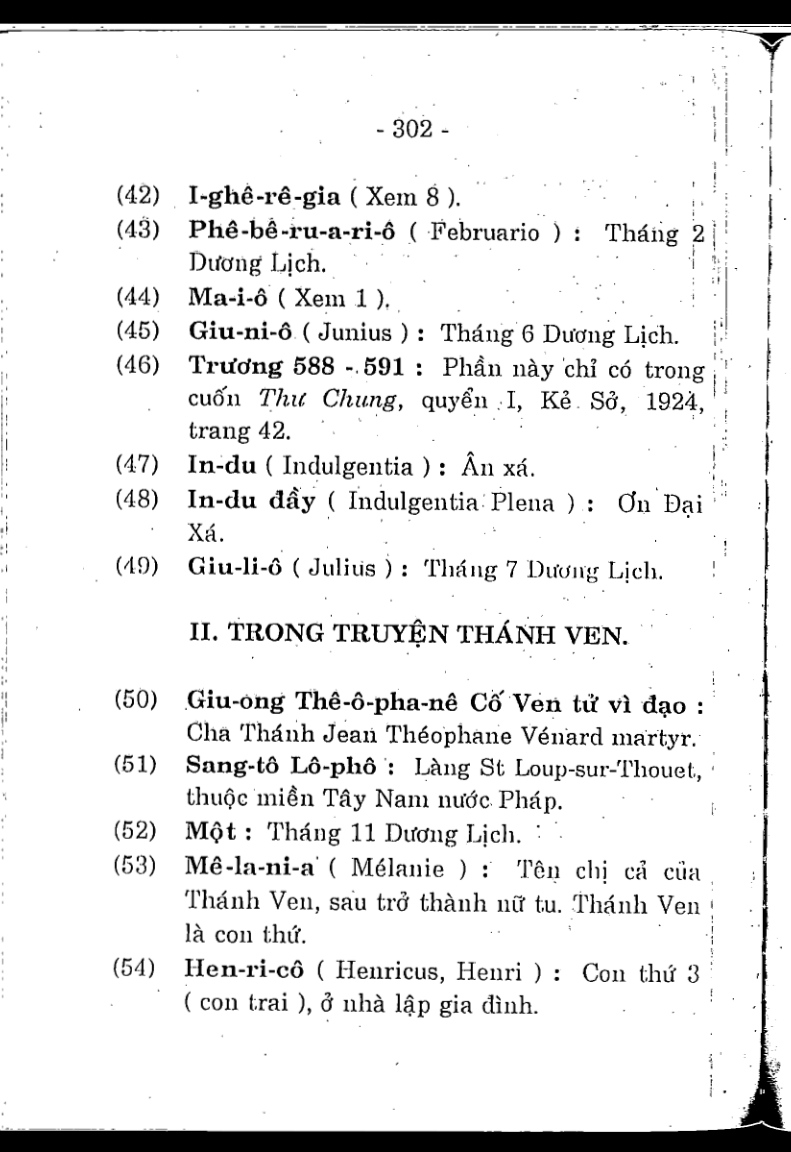 - 302 -
(42) I-ghê-rê-gia ( Xem 8 ).
(43) Phê-bê-ru-a-ri-ô ( Februario ) : Tháng 2
Dương Lịch.
(44) Ma-i-ô ( Xem 1 ).
(45) Giu-ni-ô ( Junius ) : Tháng 6 Dương Lịch.
(46) Trương 588 - 591 : Phần này chỉ có trong
cuốn Thư Chung, quyển I, Kẻ Sở, 1924,
trang 42.
(47) In-du ( Indulgentia ) : Ân xá.
(48) In-du đầy ( Indulgentia Plena ) : Ơn Đại
Xá.
(49) Giu-li-ô ( Julius ) : Tháng 7 Dương Lịch.
II. TRONG TRUYỆN THÁNH VEN.
(50) Giu-ong Thê-ô-pha-nê Cố Ven tử vì đạo :
Cha Thánh Jean Théophane Vénard martyr.
(51) Sang-tô Lô-phô : Làng St Loup-sur-Thouet,
thuộc miền Tây Nam nước Pháp.
(52) Một : Tháng 11 Dương Lịch.
(53) Mê-la-ni-a ( Mélanie ) : Tên chị cả của
Thánh Ven, sau trở thành nữ tu. Thánh Ven
là con thứ.
(54) Hen-ri-cô ( Henricus, Henri ) : Con thứ 3
( con trai ), ở nhà lập gia đình.